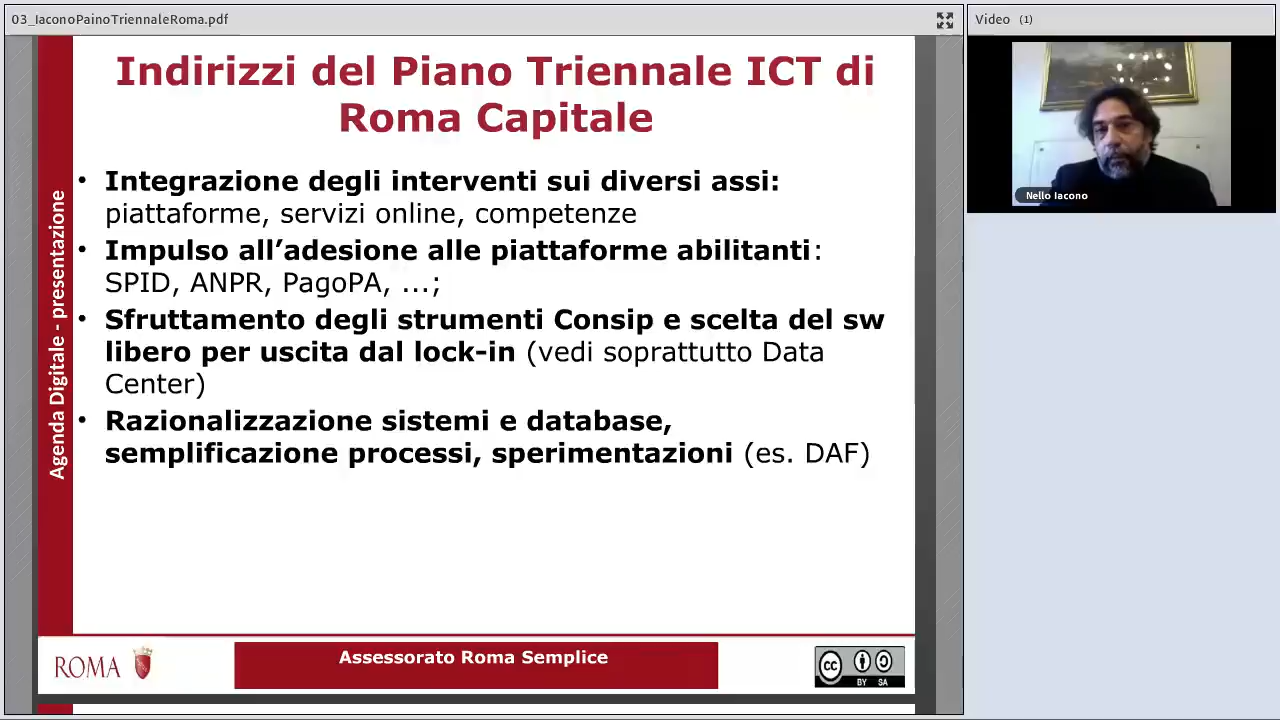 03_IaconoPainoTriennaleRoma.pdf
Video (1)
Indirizzi del Piano Triennale ICT di
Roma Capitale
Nello Iacono
Agenda Digitale - presentazione
• Integrazione degli interventi sui diversi assi:
piattaforme, servizi online, competenze
• Impulso all’adesione alle piattaforme abilitanti:
SPID, ANPR, PagoPA, ...;
• Sfruttamento degli strumenti Consip e scelta del sw
libero per uscita dal lock-in (vedi soprattutto Data
Center)
• Razionalizzazione sistemi e database,
semplificazione processi, sperimentazioni (es. DAF)
ROMA
Assessorato Roma Semplice
cc
BY SA